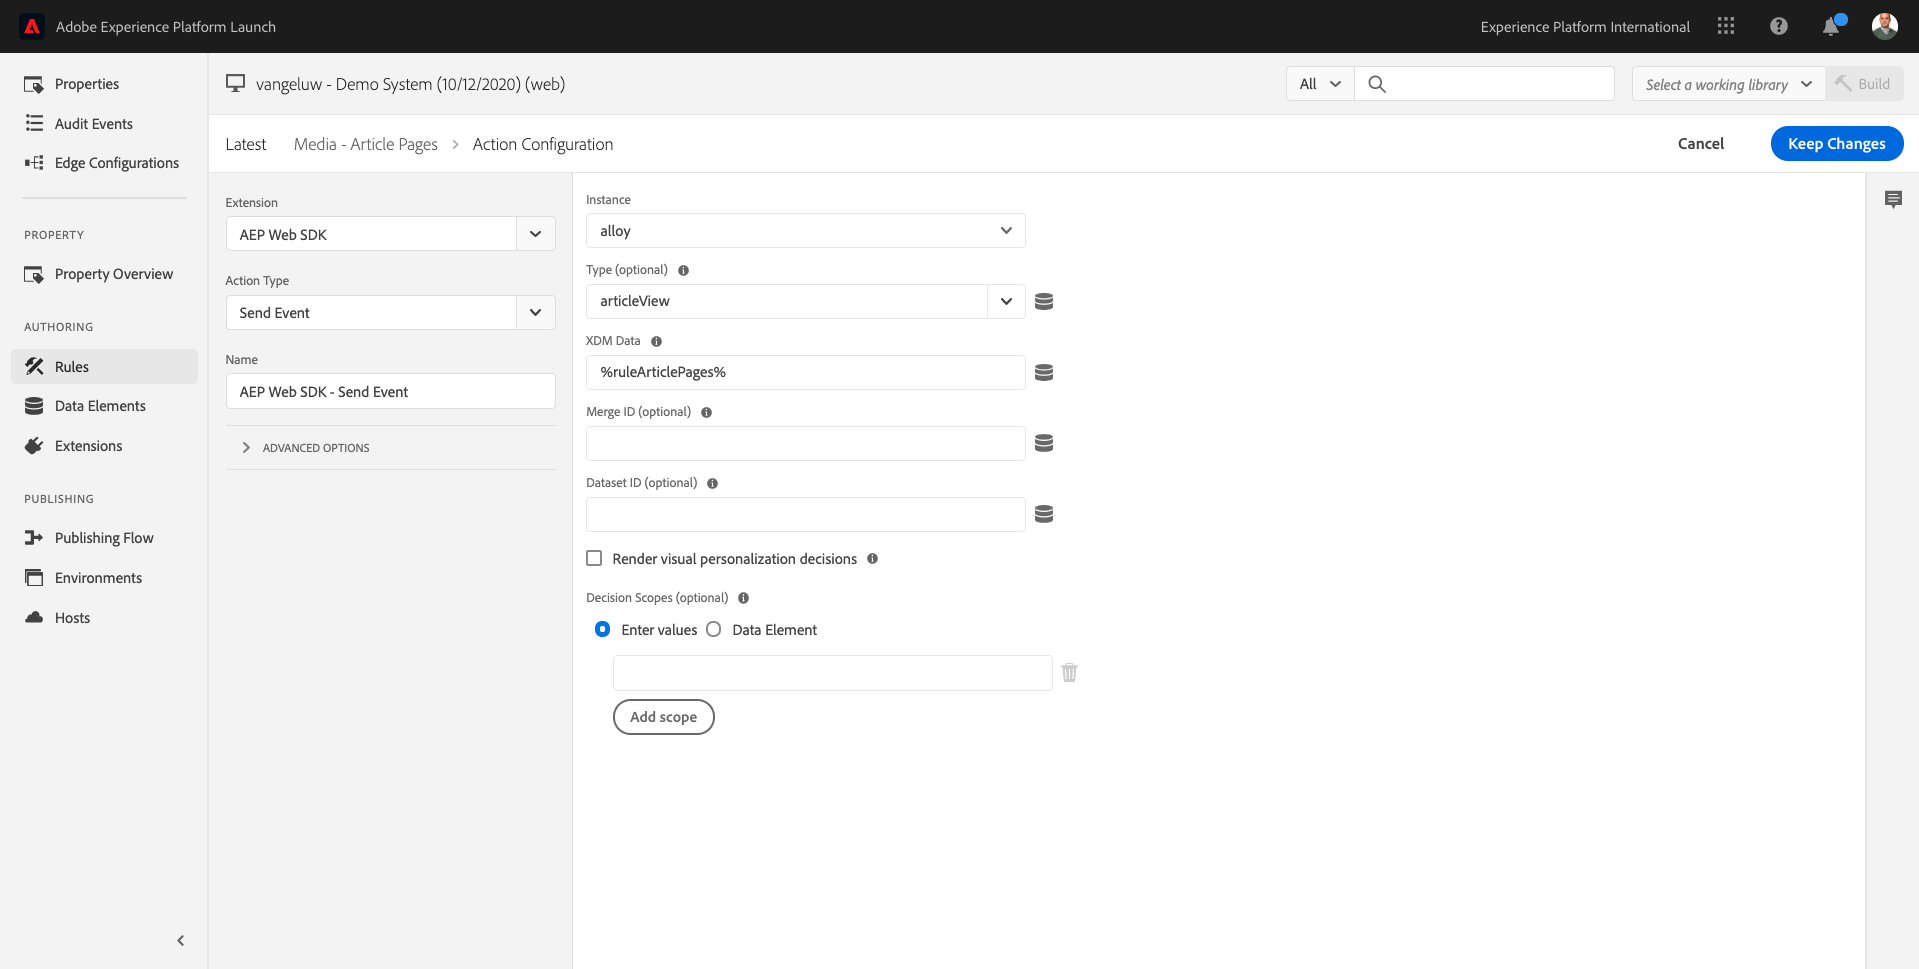 Adobe Experience Platform Launch
Experience Platform International
Properties
Audit Events
Edge Configurations
PROPERTY
Property Overview
AUTHORING
Rules
Data Elements
Extensions
PUBLISHING
Publishing Flow
Environments
Hosts
vangeluw - Demo System (10/12/2020) (web)
All
Select a working library
Build
Latest
Media - Article Pages
Action Configuration
Cancel
Keep Changes
Extension
AEP Web SDK
Action Type
Send Event
Name
AEP Web SDK - Send Event
ADVANCED OPTIONS
Instance
alloy
Type (optional)
articleView
XDM Data
%ruleArticlePages%
Merge ID (optional)
Dataset ID (optional)
Render visual personalization decisions
Decision Scopes (optional)
Enter values
Data Element
Add scope